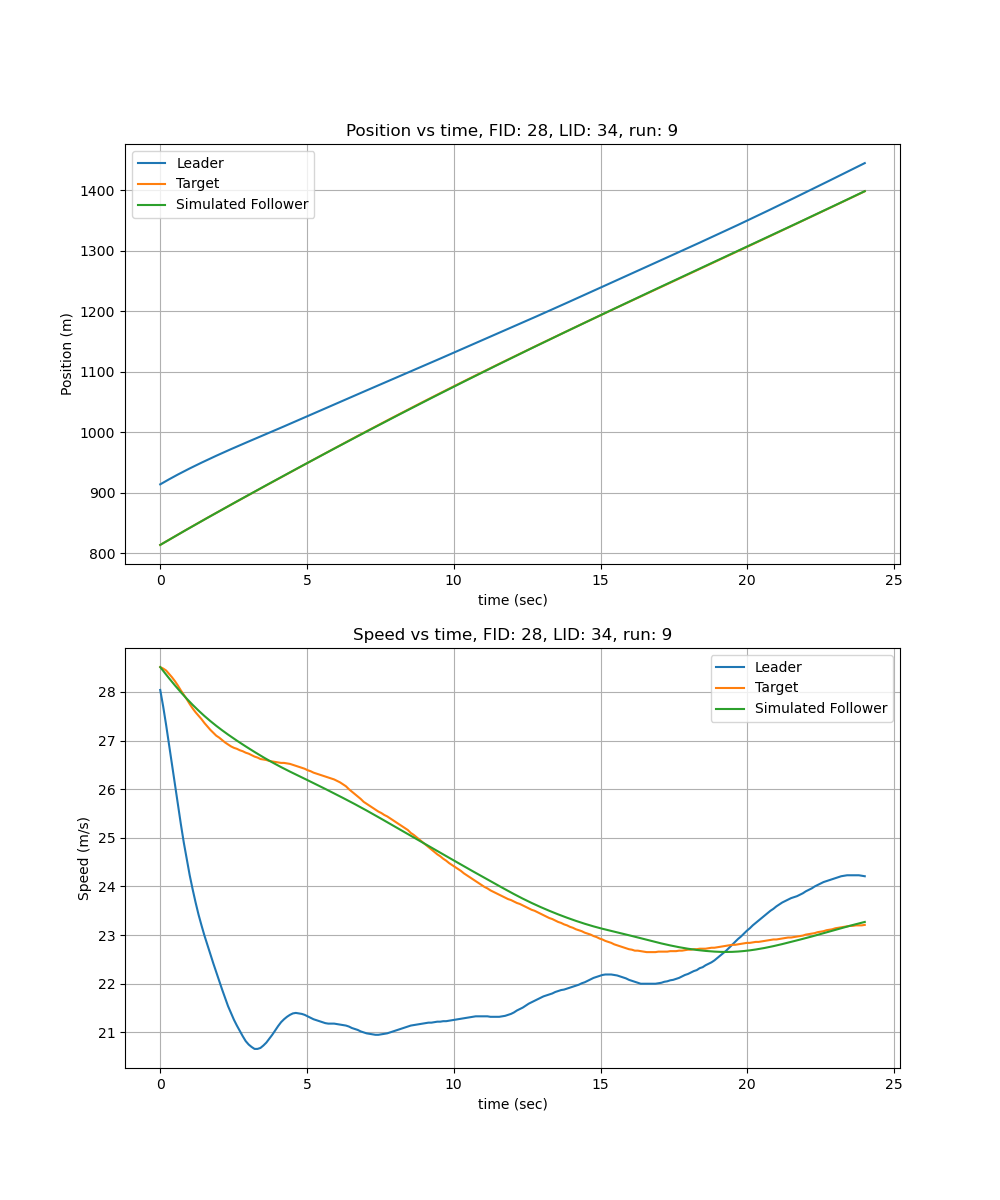 Position vs time, FID: 28, LID: 34, run: 9
Leader
Target
Simulated Follower
1400
1300
1200
1100
1000
900
800
Position (m)
0 5 10 15 20 25
time (sec)
Speed vs time, FID: 28, LID: 34, run: 9
Leader
Target
Simulated Follower
28
27
26
25
24
23
22
21
Speed (m/s)
0 5 10 15 20 25
time (sec)